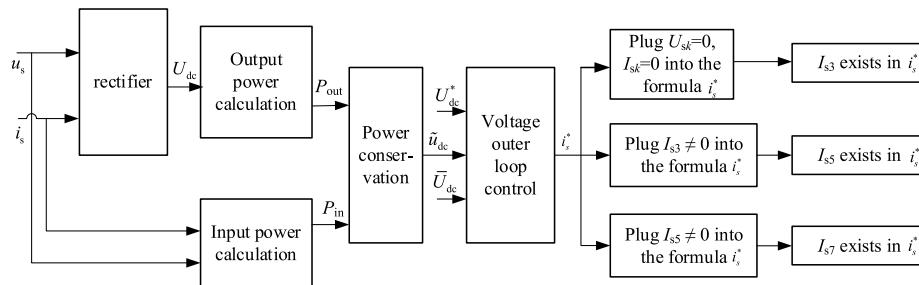 u_s
i_s
rectifier
U_dc
Output
power
calculation
P_out
Input power
calculation
P_in
Power
conser-
vation
U*_dc
ũ_dc
U̅_dc
Voltage
outer
loop
control
i*_s
Plug U_sk=0,
I_sk=0 into the
formula i*_s
I_s3 exists in i*_s
Plug I_s3 ≠ 0 into
the formula i*_s
I_s5 exists in i*_s
Plug I_s5 ≠ 0 into
the formula i*_s
I_s7 exists in i*_s